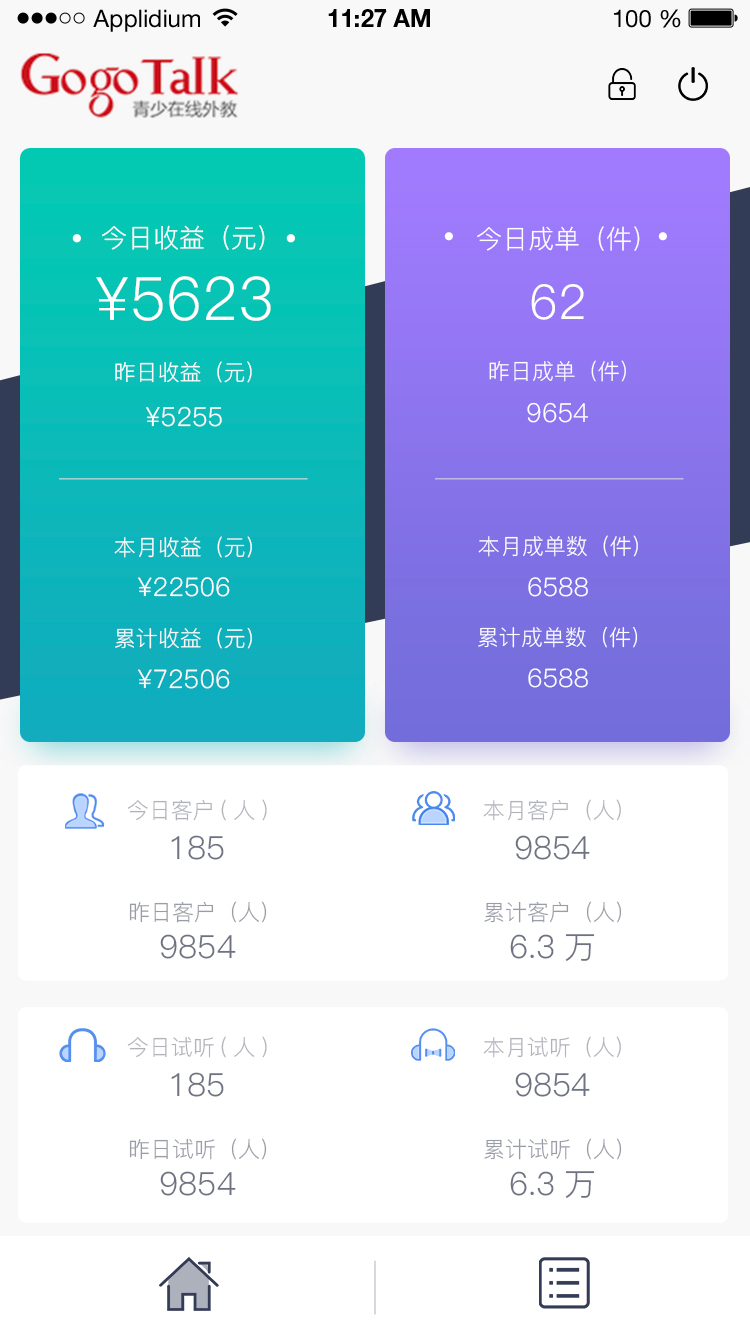 Applidium 11:27 AM 100 %
Gogo Talk
青少在线外教
• 今日收益（元） •
¥5623
昨日收益（元）
¥5255
本月收益（元）
¥22506
累计收益（元）
¥72506
• 今日成单（件） •
62
昨日成单（件）
9654
本月成单数（件）
6588
累计成单数（件）
6588
今日客户( 人 )
185
本月客户（人）
9854
昨日客户（人）
9854
累计客户（人）
6.3 万
今日试听( 人 )
185
本月试听（人）
9854
昨日试听（人）
9854
累计试听（人）
6.3 万